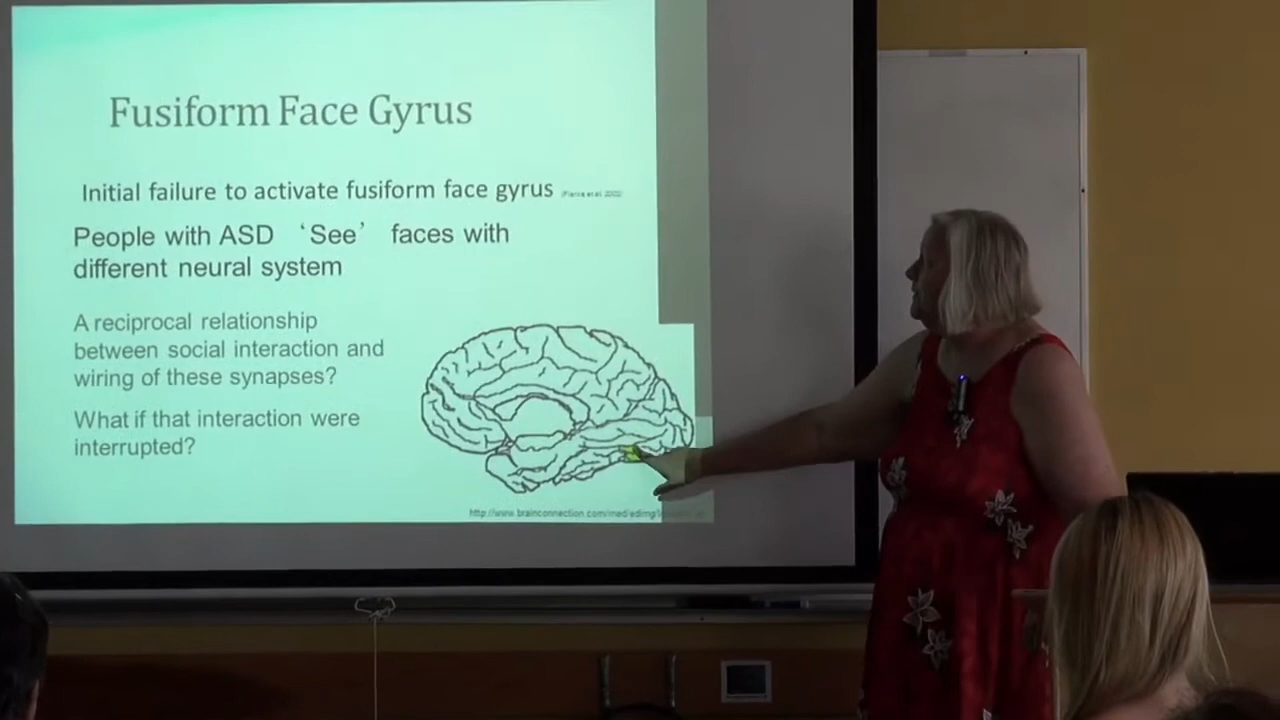 Fusiform Face Gyrus
Initial failure to activate fusiform face gyrus
People with ASD ‘See’ faces with
different neural system
A reciprocal relationship
between social interaction and
wiring of these synapses?
What if that interaction were
interrupted?